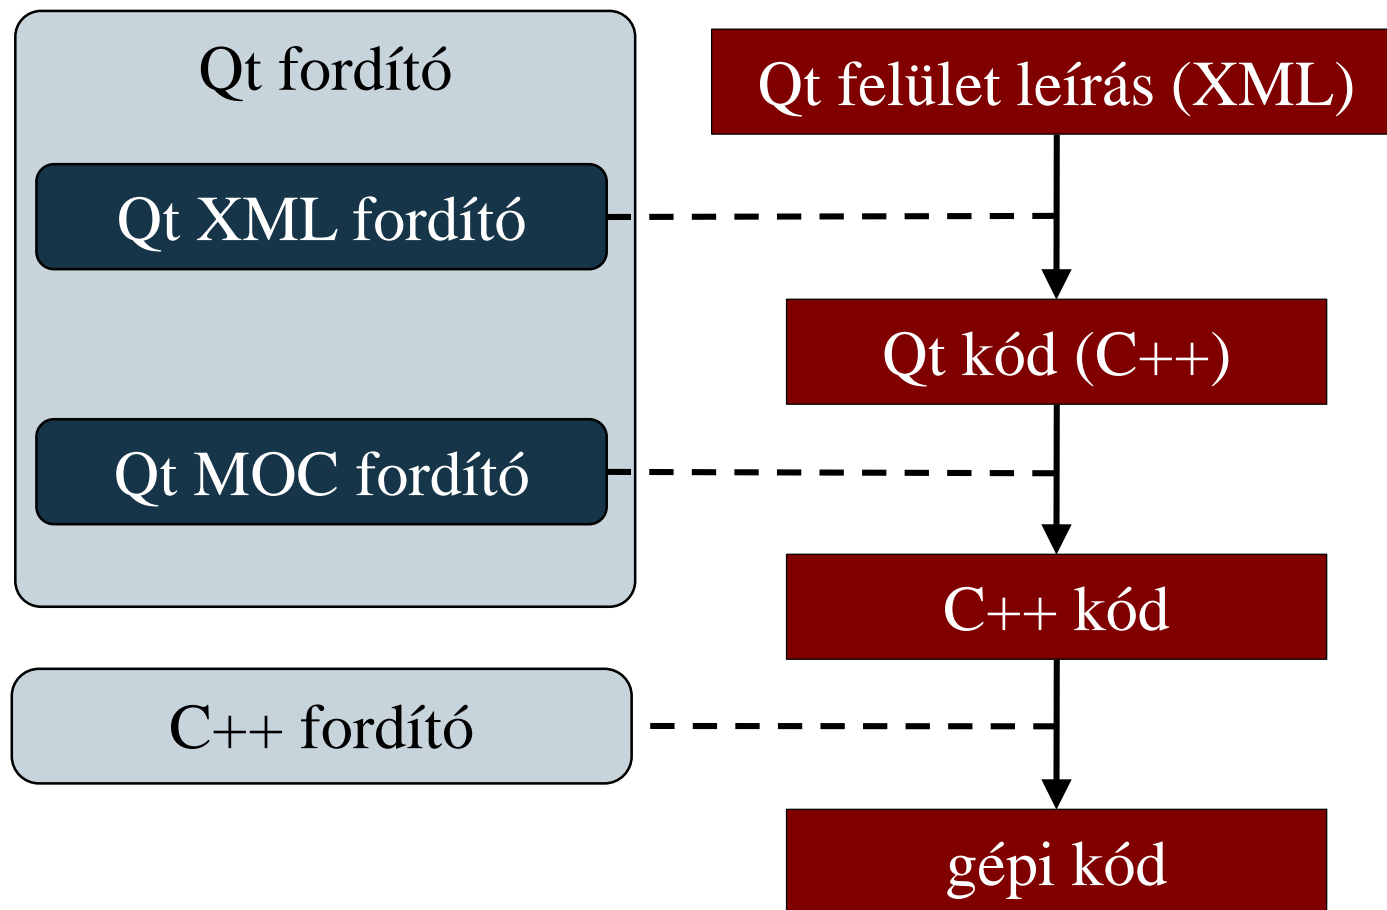 Qt fordító
Qt XML fordító
Qt MOC fordító
C++ fordító
Qt felület leírás (XML)
Qt kód (C++)
C++ kód
gépi kód